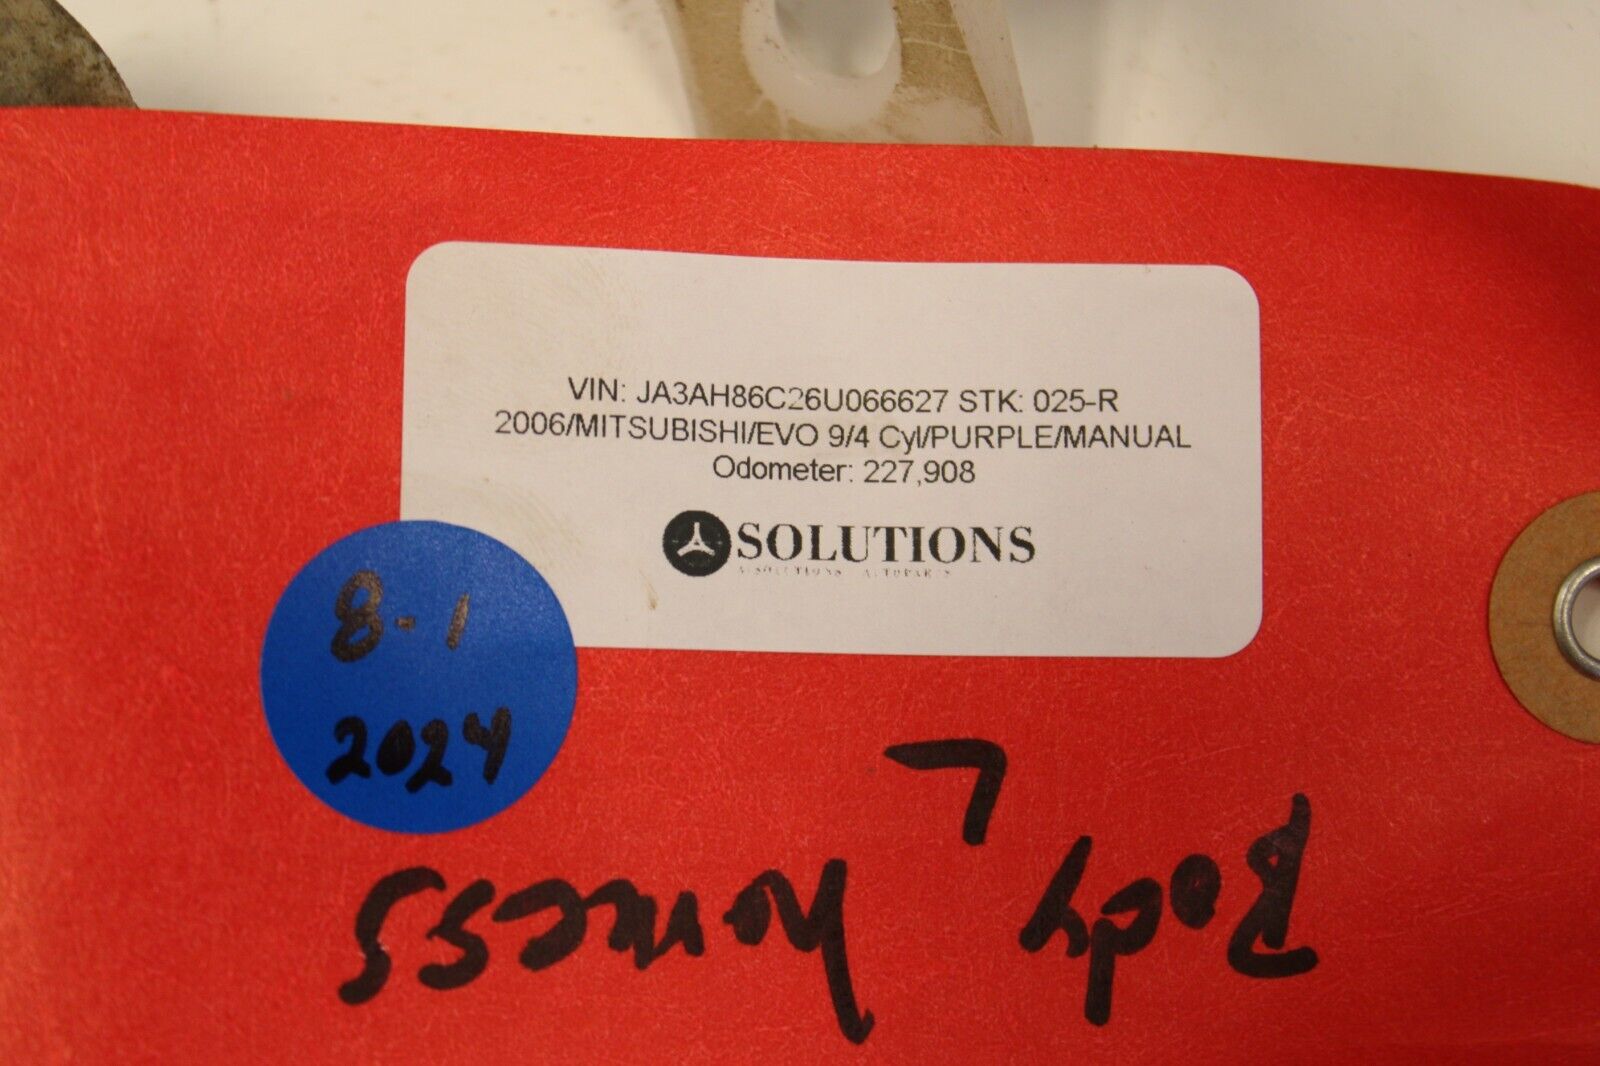 VIN: JA3AH86C26U066627 STK: 025-R
2006/MITSUBISHI/EVO 9/4 Cyl/PURPLE/MANUAL
Odometer: 227,908
SOLUTIONS
8-1
2024
Body harness
L